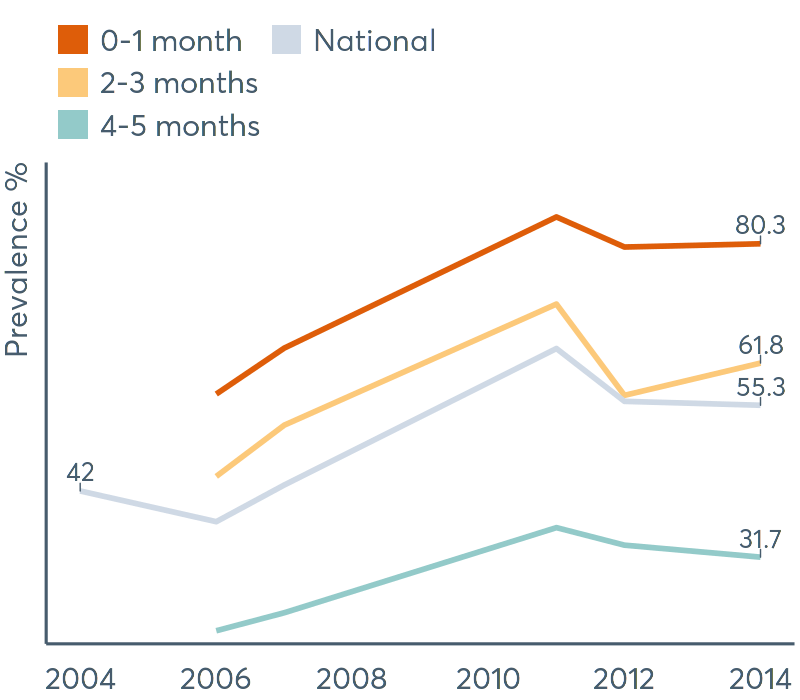 0-1 month
National
2-3 months
4-5 months
Prevalence %
80.3
61.8
55.3
42
31.7
2004 2006 2008 2010 2012 2014